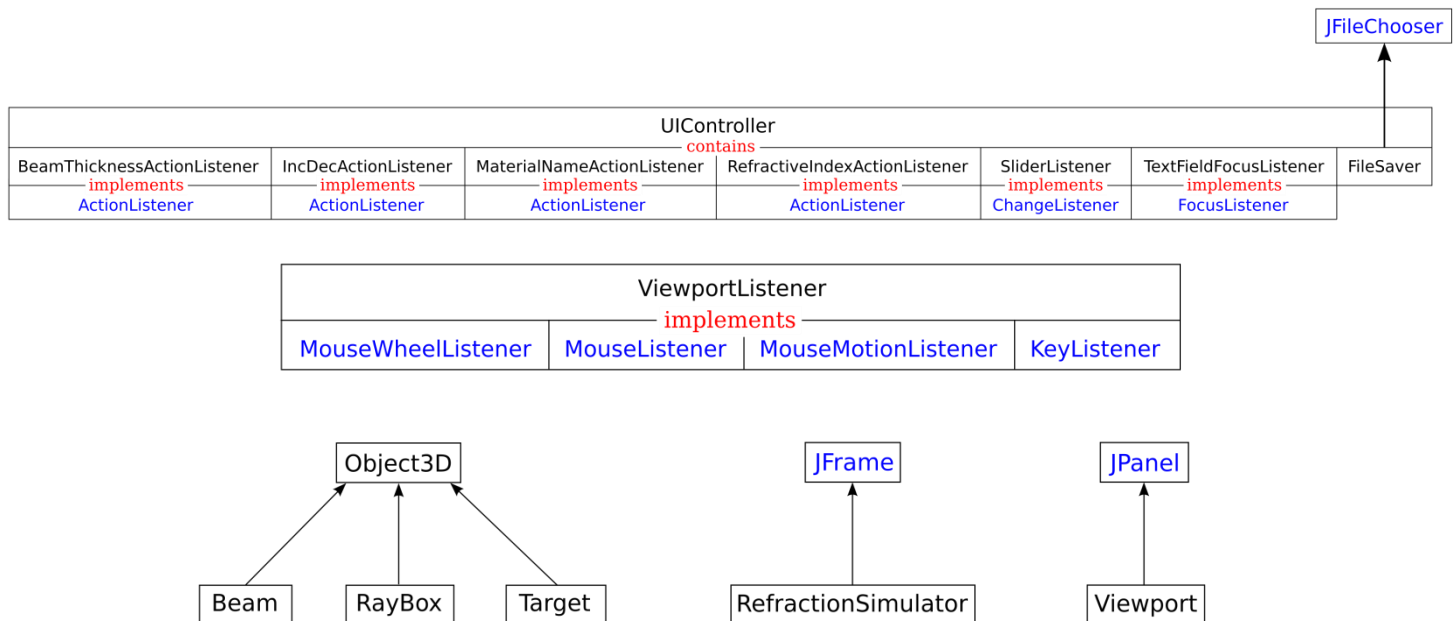 JFileChooser
UIController
contains
BeamThicknessActionListener IncDecActionListener MaterialNameActionListener RefractiveIndexActionListener SliderListener TextFieldFocusListener FileSaver
implements implements implements implements implements implements
ActionListener ActionListener ActionListener ActionListener ChangeListener FocusListener
ViewportListener
implements
MouseWheelListener MouseListener MouseMotionListener KeyListener
Object3D JFrame JPanel
Beam RayBox Target RefractionSimulator Viewport